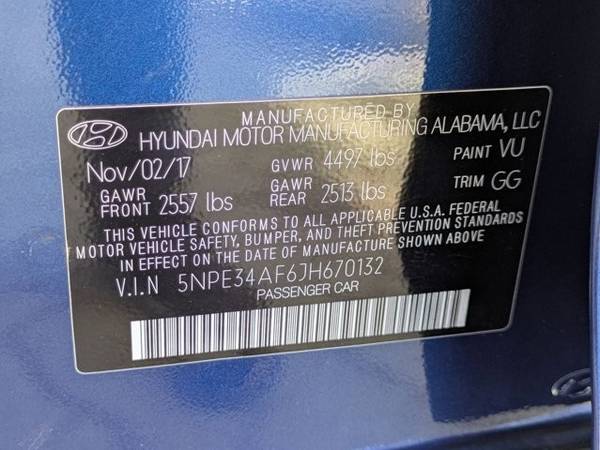 MANUFACTURED BY
HYUNDAI MOTOR MANUFACTURING ALABAMA, LLC
Nov/02/17 GVWR 4497 lbs PAINT VU
GAWR FRONT 2557 lbs GAWR REAR 2513 lbs TRIM GG
THIS VEHICLE CONFORMS TO ALL APPLICABLE U.S.A. FEDERAL
MOTOR VEHICLE SAFETY, BUMPER, AND THEFT PREVENTION STANDARDS
IN EFFECT ON THE DATE OF MANUFACTURE SHOWN ABOVE
V.I.N 5NPE34AF6JH670132
PASSENGER CAR